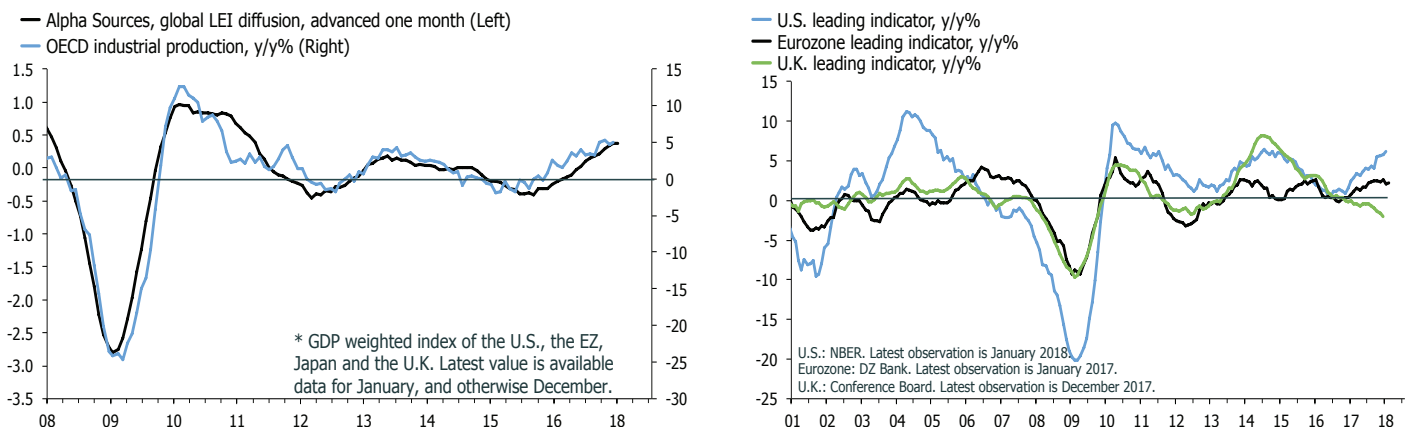 Alpha Sources, global LEI diffusion, advanced one month (Left)
OECD industrial production, y/y% (Right)
1.5
1.0
0.5
0.0
-0.5
-1.0
-1.5
-2.0
-2.5
-3.0
-3.5
15
10
5
0
-5
-10
-15
-20
-25
-30
* GDP weighted index of the U.S., the EZ,
Japan and the U.K. Latest value is available
data for January, and otherwise December.
08 09 10 11 12 13 14 15 16 17 18
U.S. leading indicator, y/y%
Eurozone leading indicator, y/y%
U.K. leading indicator, y/y%
15
10
5
0
-5
-10
-15
-20
-25
U.S.: NBER. Latest observation is January 2018.
Eurozone: DZ Bank. Latest observation is January 2017.
U.K.: Conference Board. Latest observation is December 2017.
01 02 03 04 05 06 07 08 09 10 11 12 13 14 15 16 17 18